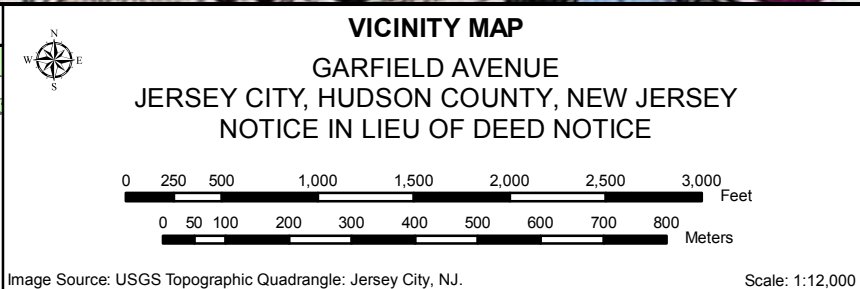 VICINITY MAP
N
W E
S
GARFIELD AVENUE
JERSEY CITY, HUDSON COUNTY, NEW JERSEY
NOTICE IN LIEU OF DEED NOTICE
0 250 500 1,000 1,500 2,000 2,500 3,000
Feet
0 50 100 200 300 400 500 600 700 800
Meters
Image Source: USGS Topographic Quadrangle: Jersey City, NJ. Scale: 1:12,000